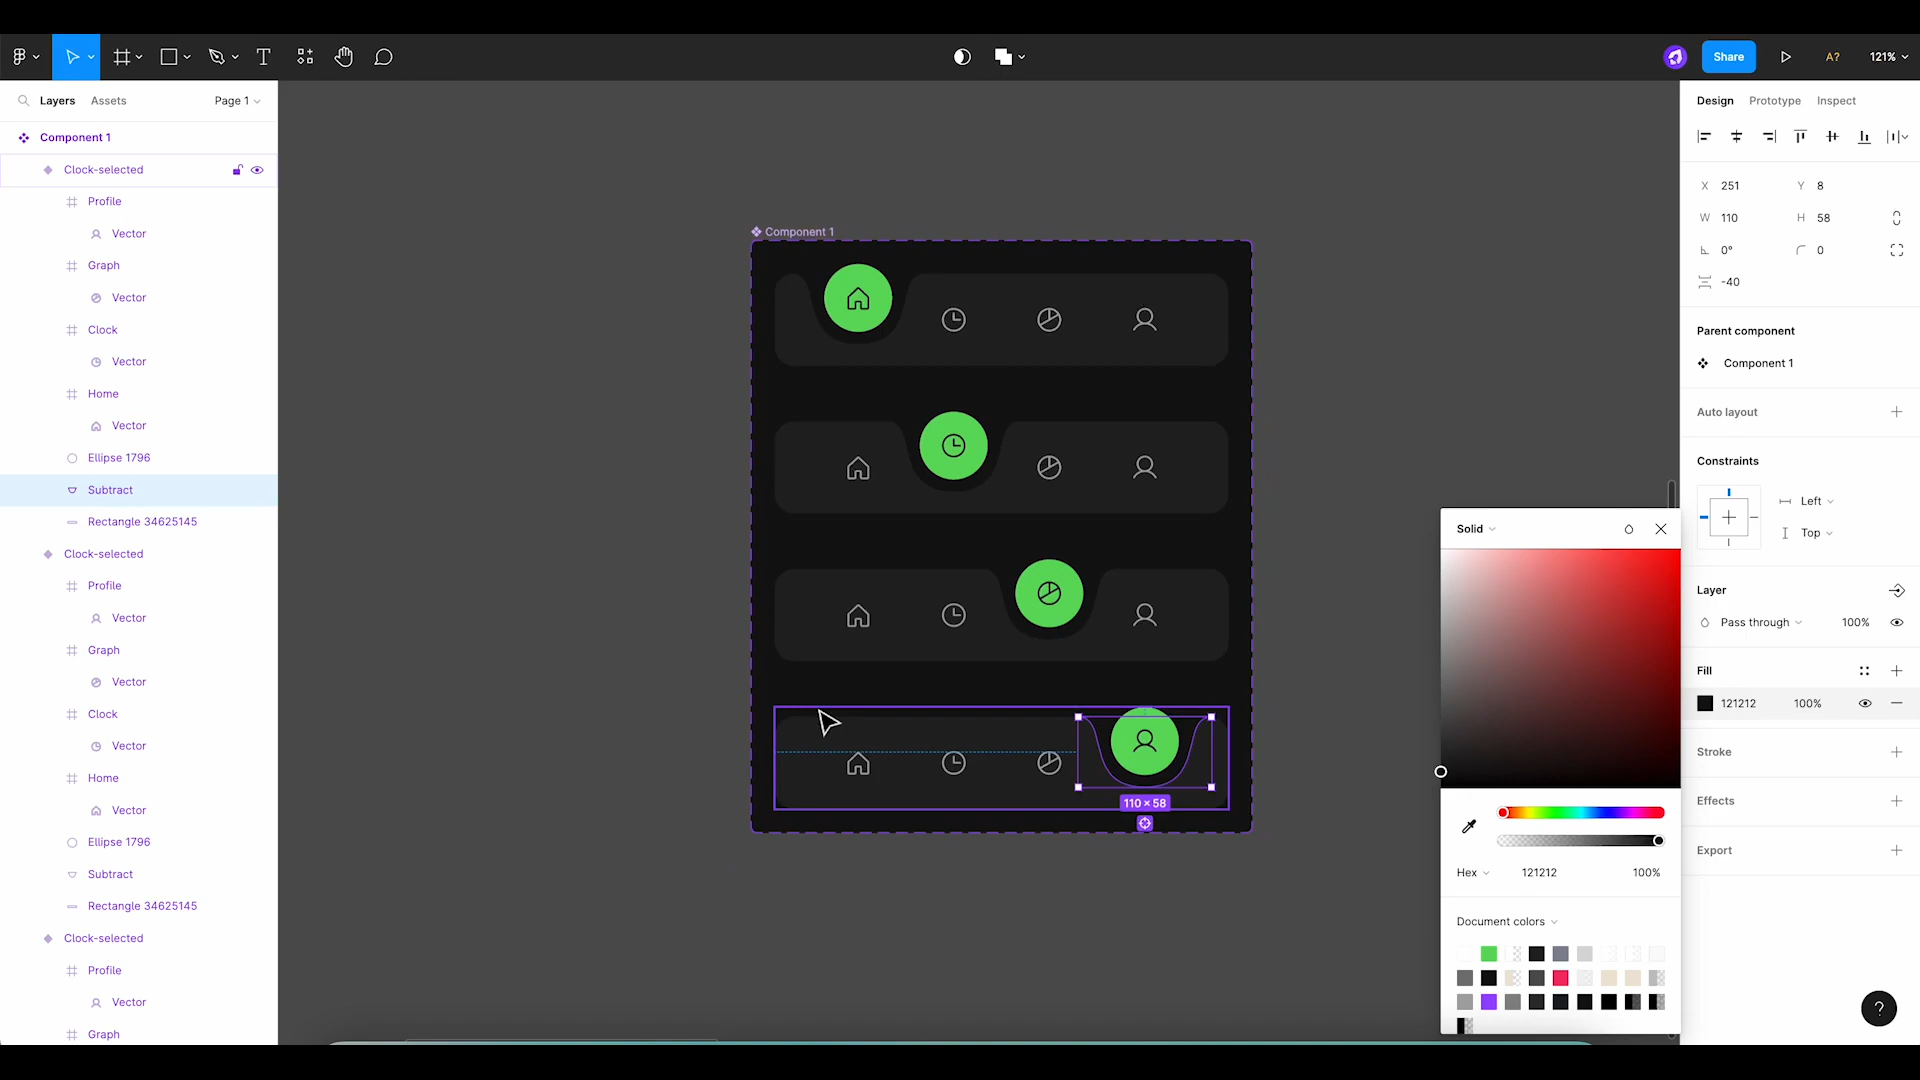 Share
A?
121%
Layers
Assets
Page 1
Component 1
Clock-selected
Profile
Vector
Graph
Vector
Clock
Vector
Home
Vector
Ellipse 1796
Subtract
Rectangle 34625145
Clock-selected
Profile
Vector
Graph
Vector
Clock
Vector
Home
Vector
Ellipse 1796
Subtract
Rectangle 34625145
Clock-selected
Profile
Vector
Graph
Component 1
110 × 58
Solid
Hex
121212
100%
Document colors
Design
Prototype
Inspect
X 251
Y 8
W 110
H 58
0°
0
-40
Parent component
Component 1
Auto layout
Constraints
Left
Top
Layer
Pass through
100%
Fill
121212
100%
Stroke
Effects
Export
?